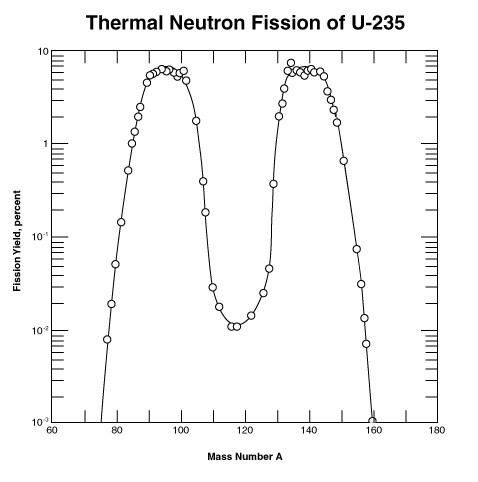 Thermal Neutron Fission of U-235
10
1
10⁻¹
10⁻²
10⁻³
Fission Yield, percent
60 80 100 120 140 160 180
Mass Number A